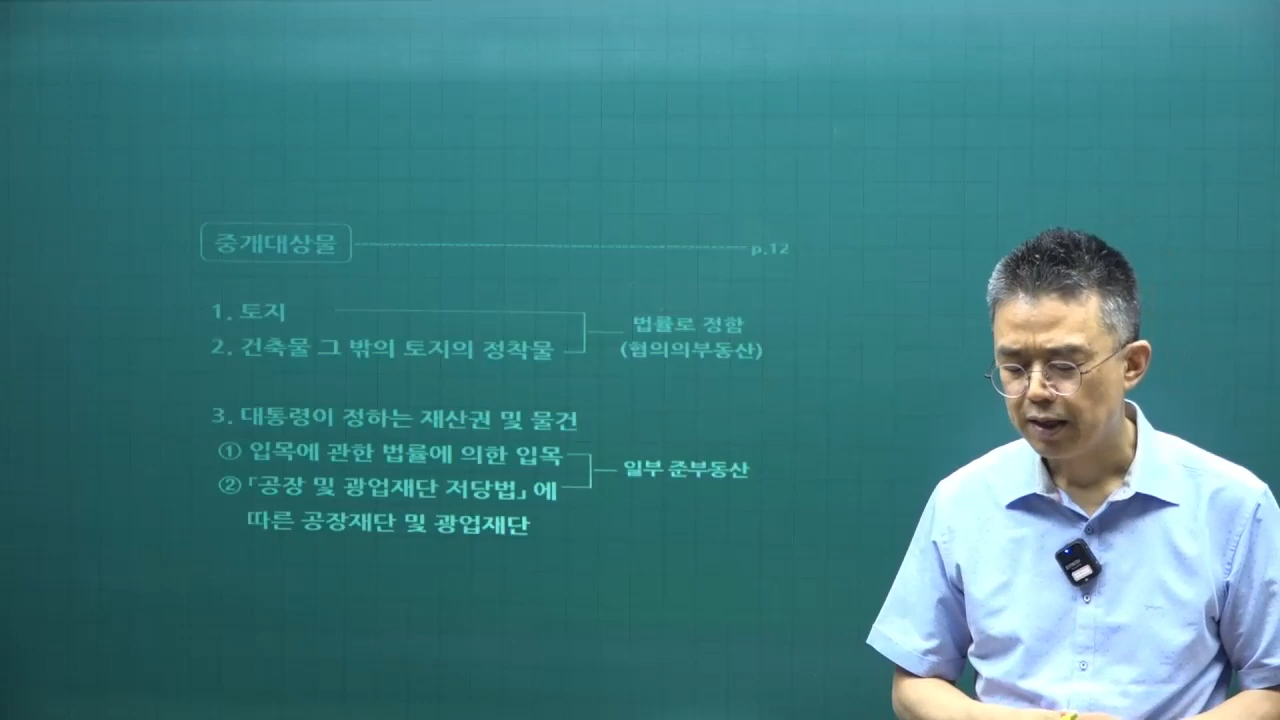 중개대상물 p.12
1. 토지
2. 건축물 그 밖의 토지의 정착물
법률로 정함
(협의의부동산)
3. 대통령이 정하는 재산권 및 물건
① 입목에 관한 법률에 의한 입목
② 「공장 및 광업재단 저당법」에
따른 공장재단 및 광업재단
일부 준부동산